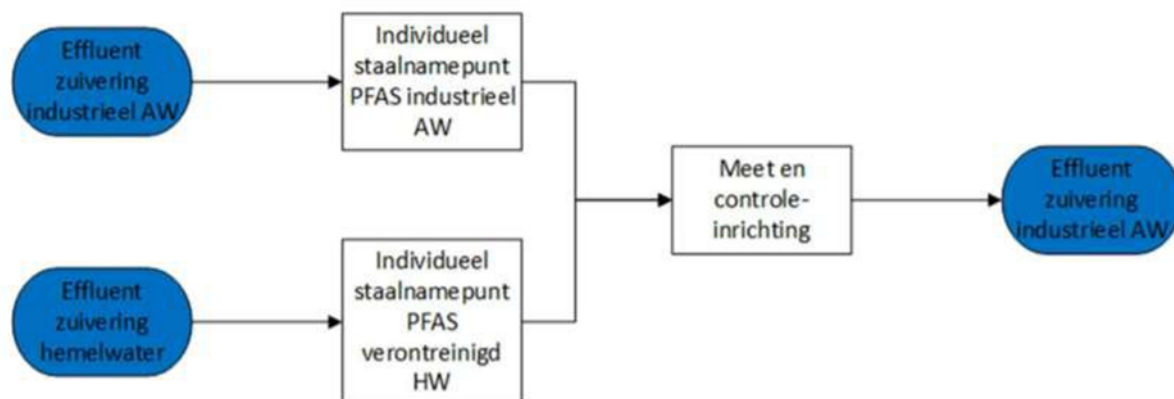 Effluent
zuivering
industrieel AW
Individueel
staalnamepunt
PFAS industrieel
AW
Effluent
zuivering
hemelwater
Individueel
staalnamepunt
PFAS
verontreinigd
HW
Meet en
controle-
inrichting
Effluent
zuivering
industrieel AW